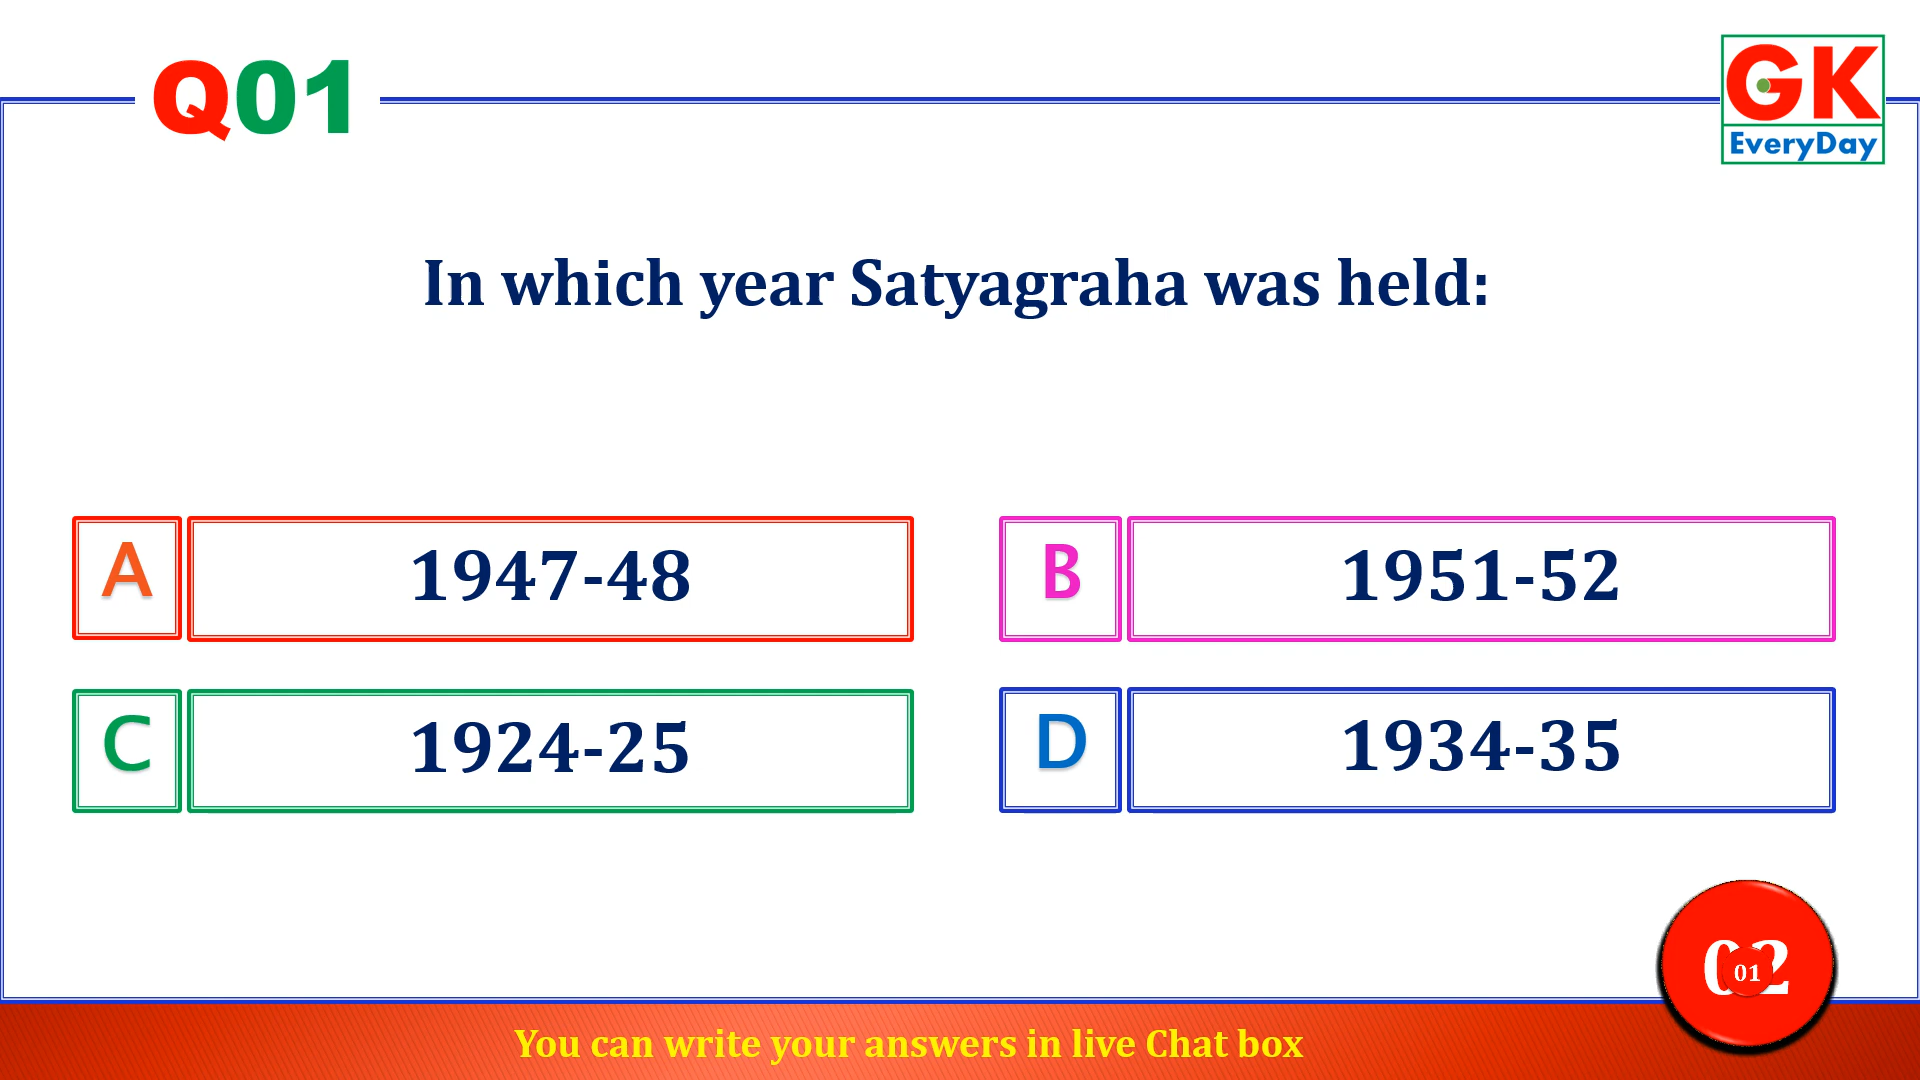 Q01
GK
EveryDay
In which year Satyagraha was held:
A 1947-48
B 1951-52
C 1924-25
D 1934-35
02
01
You can write your answers in live Chat box